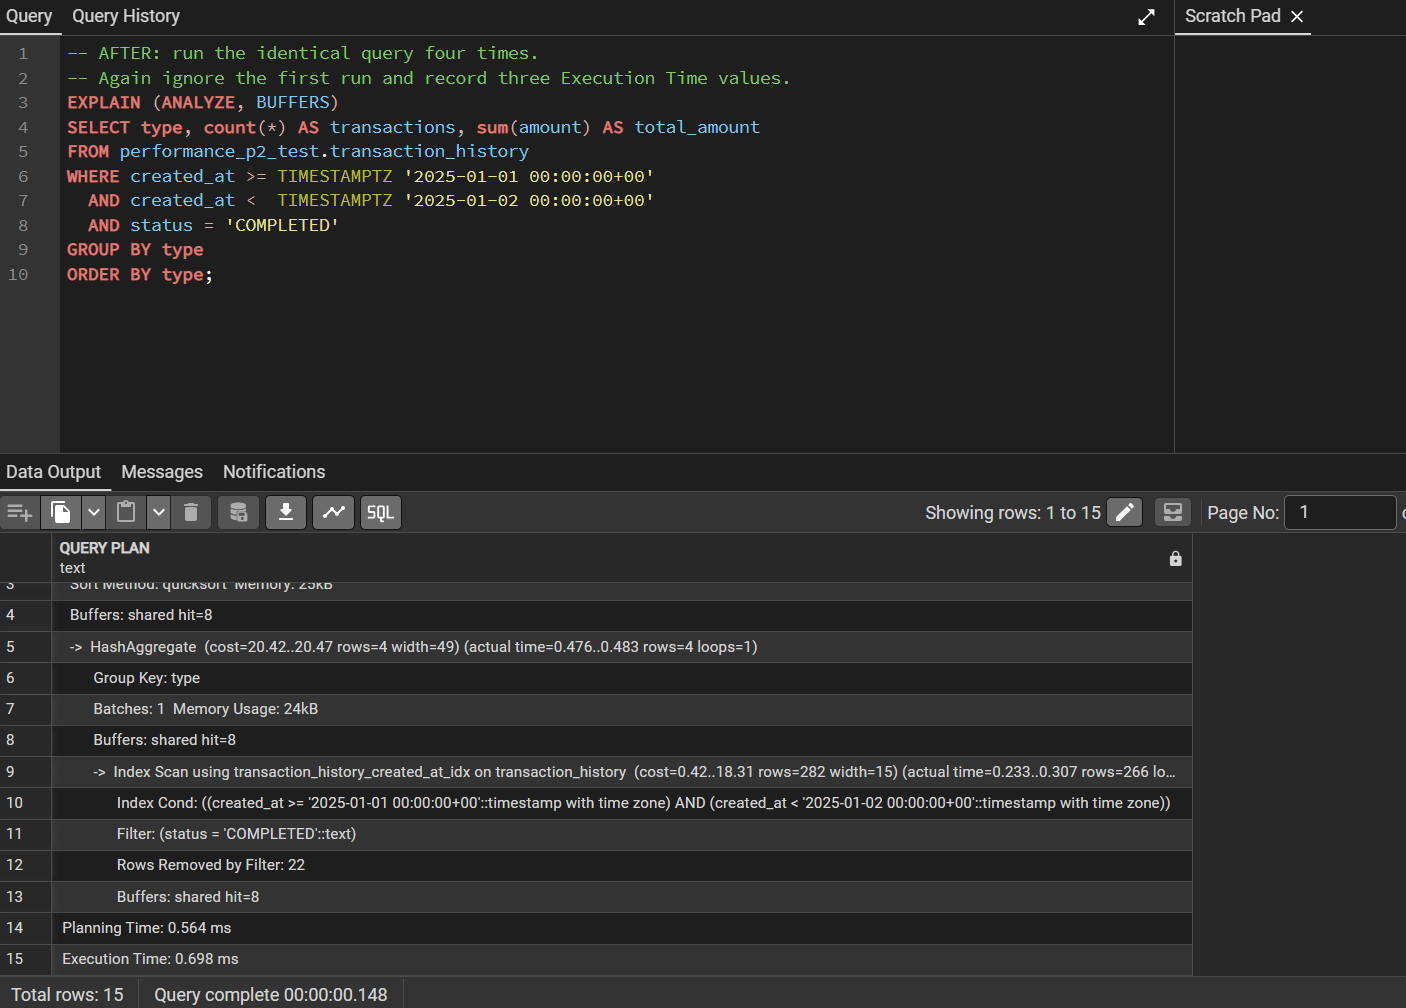 Query Query History
Scratch Pad
1 -- AFTER: run the identical query four times.
2 -- Again ignore the first run and record three Execution Time values.
3 EXPLAIN (ANALYZE, BUFFERS)
4 SELECT type, count(*) AS transactions, sum(amount) AS total_amount
5 FROM performance_p2_test.transaction_history
6 WHERE created_at >= TIMESTAMPTZ '2025-01-01 00:00:00+00'
7   AND created_at <  TIMESTAMPTZ '2025-01-02 00:00:00+00'
8   AND status = 'COMPLETED'
9 GROUP BY type
10 ORDER BY type;
Data Output Messages Notifications
SQL Showing rows: 1 to 15 Page No: 1
QUERY PLAN
text
3 Sort Method: quicksort  Memory: 25kB
4 Buffers: shared hit=8
5 -> HashAggregate  (cost=20.42..20.47 rows=4 width=49) (actual time=0.476..0.483 rows=4 loops=1)
6 Group Key: type
7 Batches: 1  Memory Usage: 24kB
8 Buffers: shared hit=8
9 -> Index Scan using transaction_history_created_at_idx on transaction_history  (cost=0.42..18.31 rows=282 width=15) (actual time=0.233..0.307 rows=266 lo...
10 Index Cond: ((created_at >= '2025-01-01 00:00:00+00'::timestamp with time zone) AND (created_at < '2025-01-02 00:00:00+00'::timestamp with time zone))
11 Filter: (status = 'COMPLETED'::text)
12 Rows Removed by Filter: 22
13 Buffers: shared hit=8
14 Planning Time: 0.564 ms
15 Execution Time: 0.698 ms
Total rows: 15 Query complete 00:00:00.148